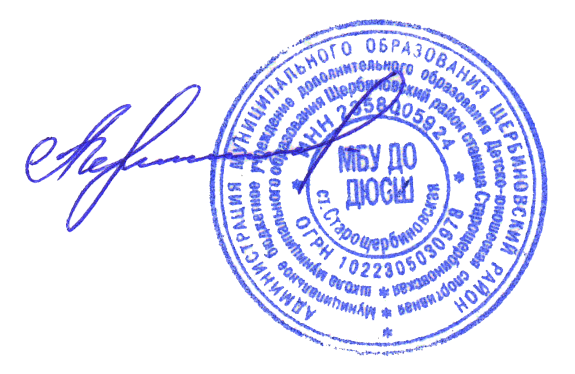 АДМИНИСТРАЦИЯ МУНИЦИПАЛЬНОГО ОБРАЗОВАНИЯ ЩЕРБИНОВСКИЙ РАЙОН
Муниципальное бюджетное учреждение дополнительного образования Детско-юношеская спортивная
школа муниципального образования Щербиновский район станица Старощербиновская
ИНН 2358005924
ОГРН 1022305030978
МБУ ДО
ДЮСШ
ст. Старощербиновская